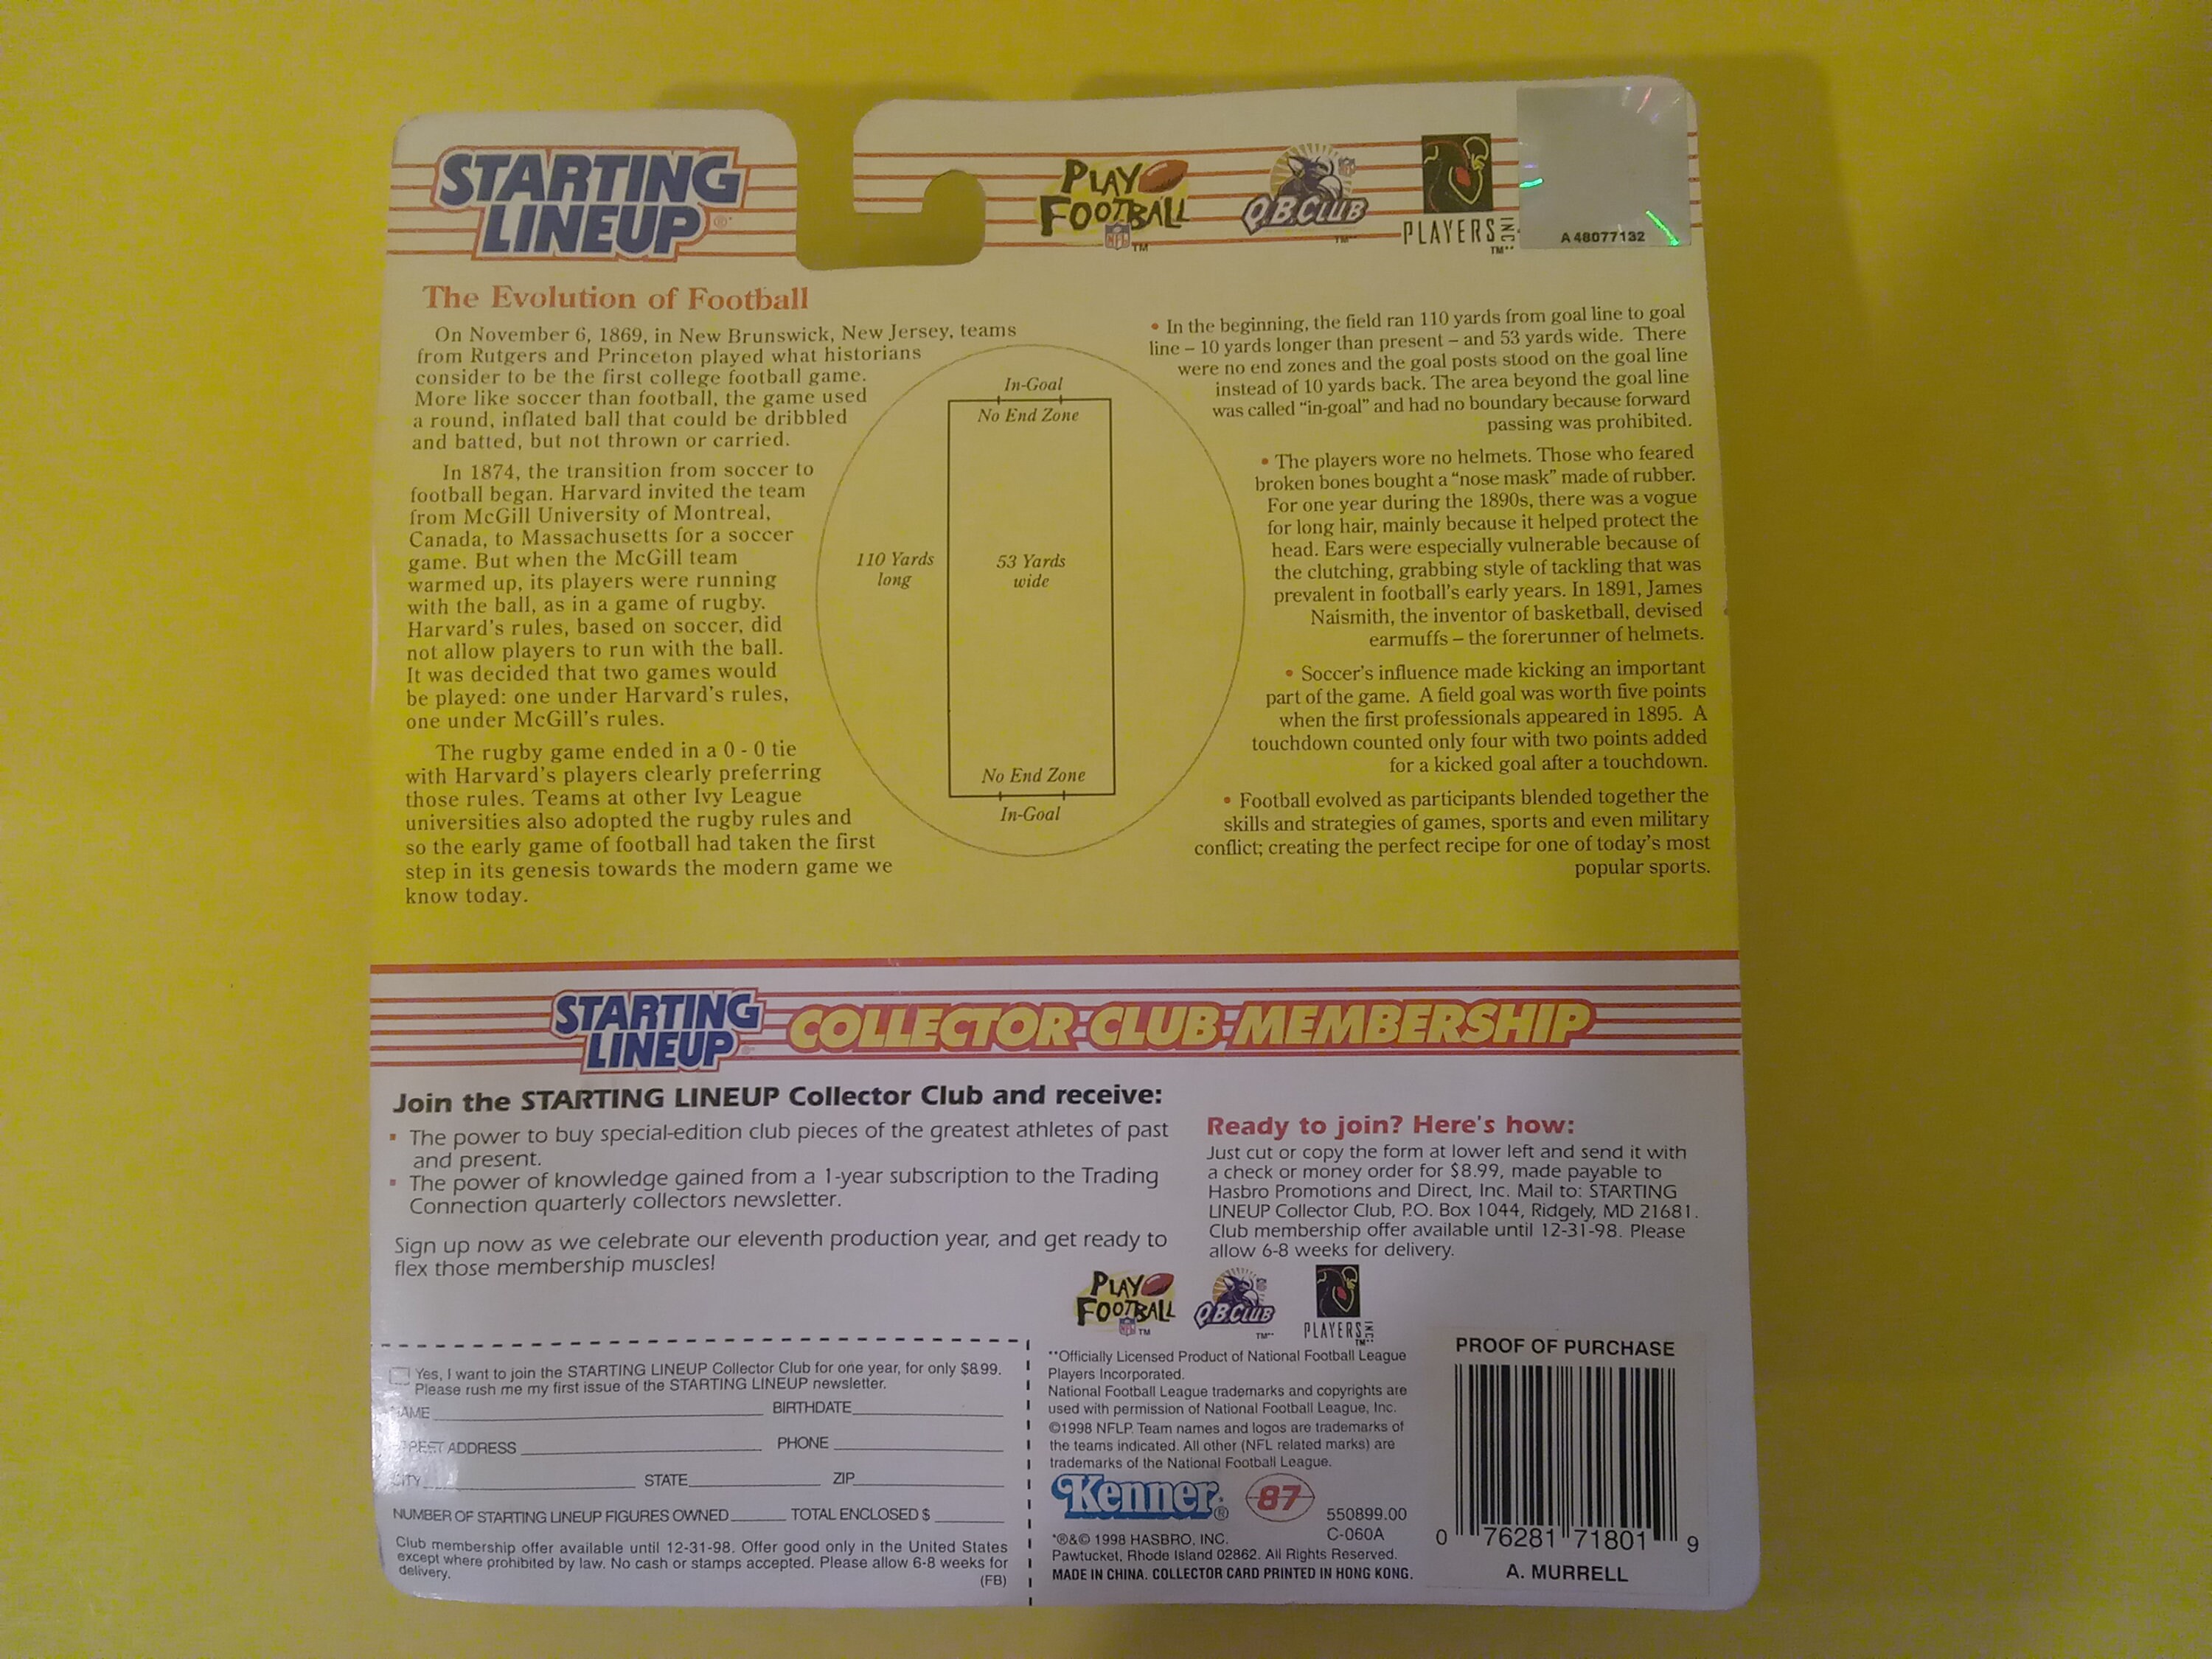 STARTING
LINEUP®*
PLAY
FOOTBALL
NFL
TM
NFL
Q.B.CLUB
TM**
PLAYERS
INC
TM**
A 48077132
The Evolution of Football
On November 6, 1869, in New Brunswick, New Jersey, teams
from Rutgers and Princeton played what historians
consider to be the first college football game.
More like soccer than football, the game used
a round, inflated ball that could be dribbled
and batted, but not thrown or carried.
In 1874, the transition from soccer to
football began. Harvard invited the team
from McGill University of Montreal,
Canada, to Massachusetts for a soccer
game. But when the McGill team
warmed up, its players were running
with the ball, as in a game of rugby.
Harvard's rules, based on soccer, did
not allow players to run with the ball.
It was decided that two games would
be played: one under Harvard's rules,
one under McGill's rules.
The rugby game ended in a 0 - 0 tie
with Harvard's players clearly preferring
those rules. Teams at other Ivy League
universities also adopted the rugby rules and
so the early game of football had taken the first
step in its genesis towards the modern game we
know today.
In-Goal
No End Zone
110 Yards
long
53 Yards
wide
No End Zone
In-Goal
• In the beginning, the field ran 110 yards from goal line to goal
line – 10 yards longer than present – and 53 yards wide. There
were no end zones and the goal posts stood on the goal line
instead of 10 yards back. The area beyond the goal line
was called “in-goal” and had no boundary because forward
passing was prohibited.
• The players wore no helmets. Those who feared
broken bones bought a “nose mask” made of rubber.
For one year during the 1890s, there was a vogue
for long hair, mainly because it helped protect the
head. Ears were especially vulnerable because of
the clutching, grabbing style of tackling that was
prevalent in football's early years. In 1891, James
Naismith, the inventor of basketball, devised
earmuffs – the forerunner of helmets.
• Soccer's influence made kicking an important
part of the game. A field goal was worth five points
when the first professionals appeared in 1895. A
touchdown counted only four with two points added
for a kicked goal after a touchdown.
• Football evolved as participants blended together the
skills and strategies of games, sports and even military
conflict; creating the perfect recipe for one of today's most
popular sports.
STARTING
LINEUP
COLLECTOR CLUB MEMBERSHIP
Join the STARTING LINEUP Collector Club and receive:
▪ The power to buy special-edition club pieces of the greatest athletes of past
and present.
▪ The power of knowledge gained from a 1-year subscription to the Trading
Connection quarterly collectors newsletter.
Sign up now as we celebrate our eleventh production year, and get ready to
flex those membership muscles!
Ready to join? Here's how:
Just cut or copy the form at lower left and send it with
a check or money order for $8.99, made payable to
Hasbro Promotions and Direct, Inc. Mail to: STARTING
LINEUP Collector Club, P.O. Box 1044, Ridgely, MD 21681.
Club membership offer available until 12-31-98. Please
allow 6-8 weeks for delivery.
PLAY
FOOTBALL
NFL
TM
Q.B.CLUB
TM**
PLAYERS
INC
TM**
Yes, I want to join the STARTING LINEUP Collector Club for one year, for only $8.99.
Please rush me my first issue of the STARTING LINEUP newsletter.
NAME BIRTHDATE
STREET ADDRESS PHONE
CITY STATE ZIP
NUMBER OF STARTING LINEUP FIGURES OWNED TOTAL ENCLOSED $
Club membership offer available until 12-31-98. Offer good only in the United States
except where prohibited by law. No cash or stamps accepted. Please allow 6-8 weeks for
delivery.
(FB)
**Officially Licensed Product of National Football League
Players Incorporated.
National Football League trademarks and copyrights are
used with permission of National Football League, Inc.
©1998 NFLP. Team names and logos are trademarks of
the teams indicated. All other (NFL related marks) are
trademarks of the National Football League.
Kenner®
87
550899.00
C-060A
*®&© 1998 HASBRO, INC.
Pawtucket, Rhode Island 02862. All Rights Reserved.
MADE IN CHINA. COLLECTOR CARD PRINTED IN HONG KONG.
PROOF OF PURCHASE
0 76281 71801 9
A. MURRELL